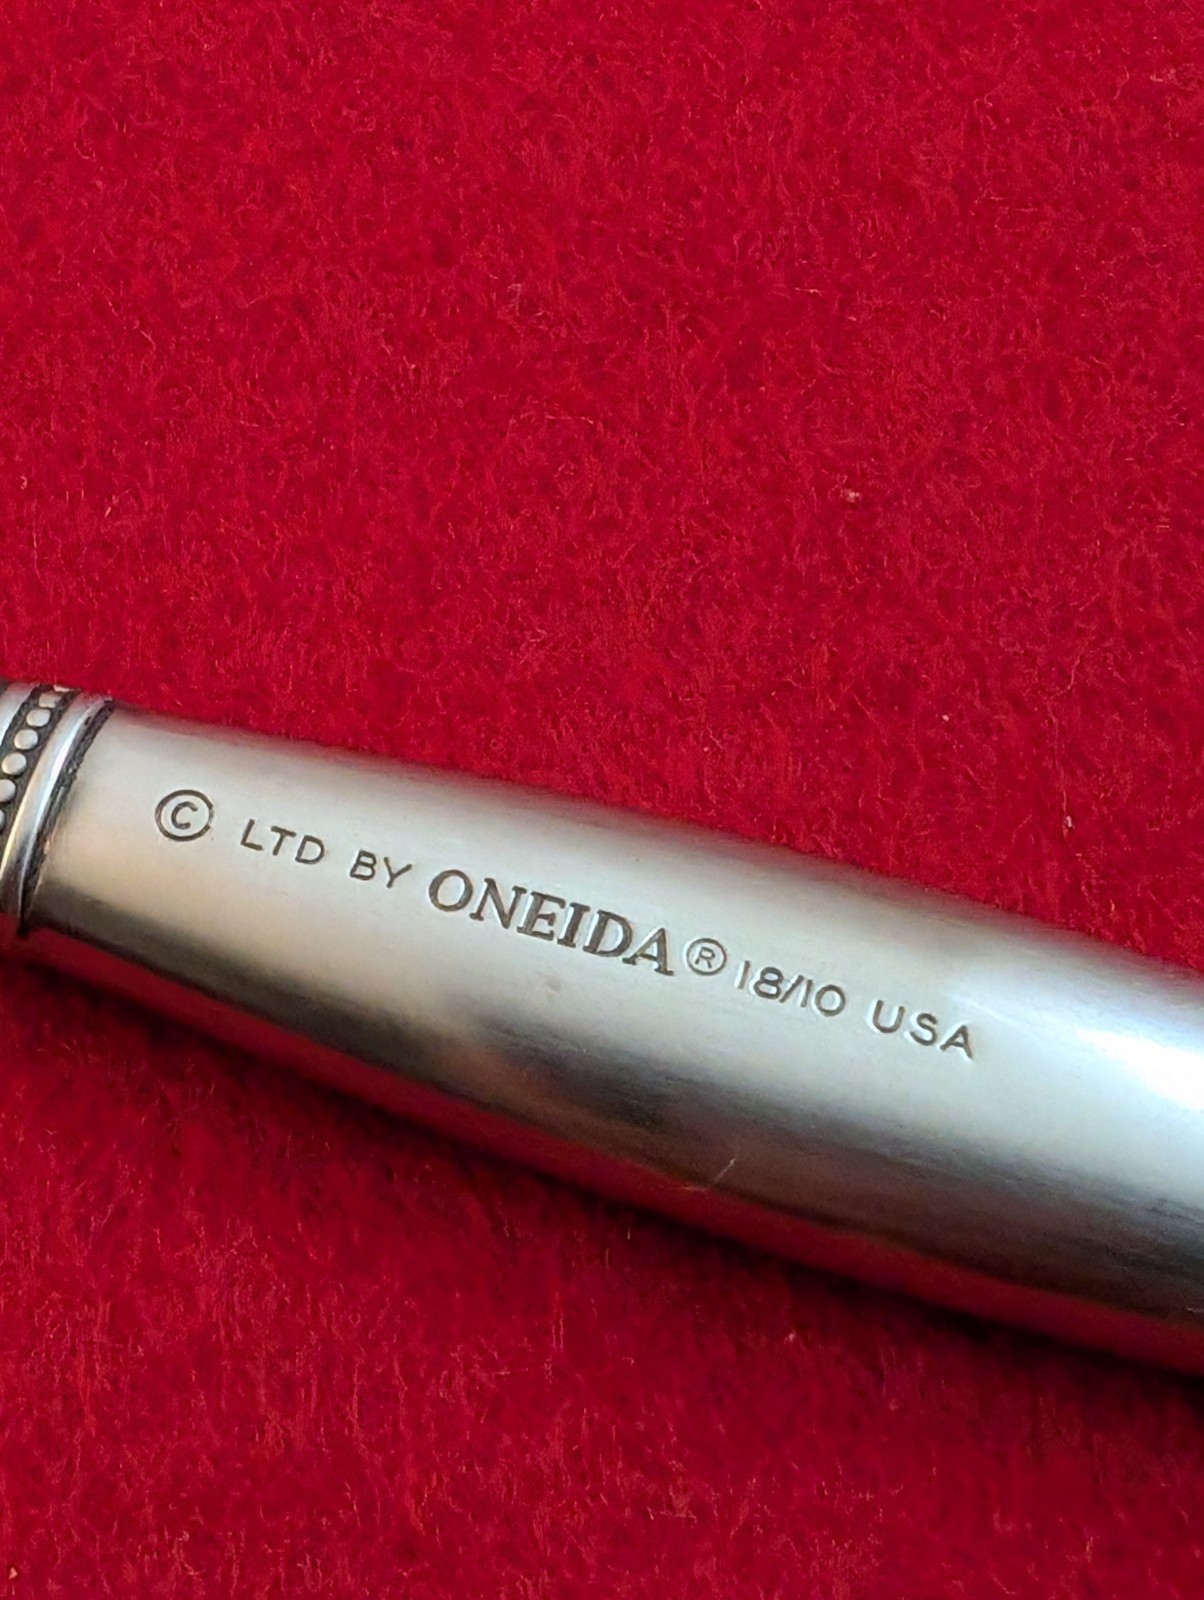 © LTD BY ONEIDA® 18/10 USA